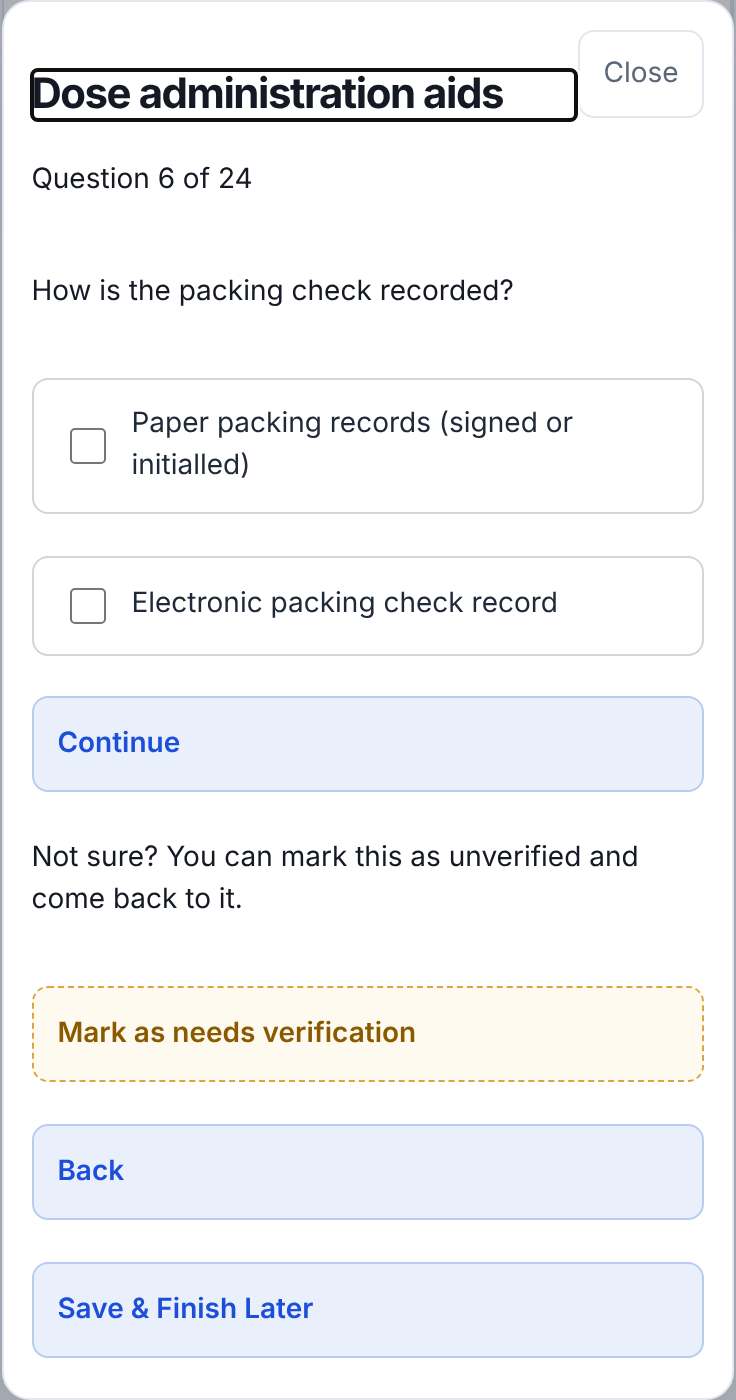 Close
Dose administration aids
Question 6 of 24
How is the packing check recorded?
Paper packing records (signed or
initialled)
Electronic packing check record
Continue
Not sure? You can mark this as unverified and
come back to it.
Mark as needs verification
Back
Save & Finish Later